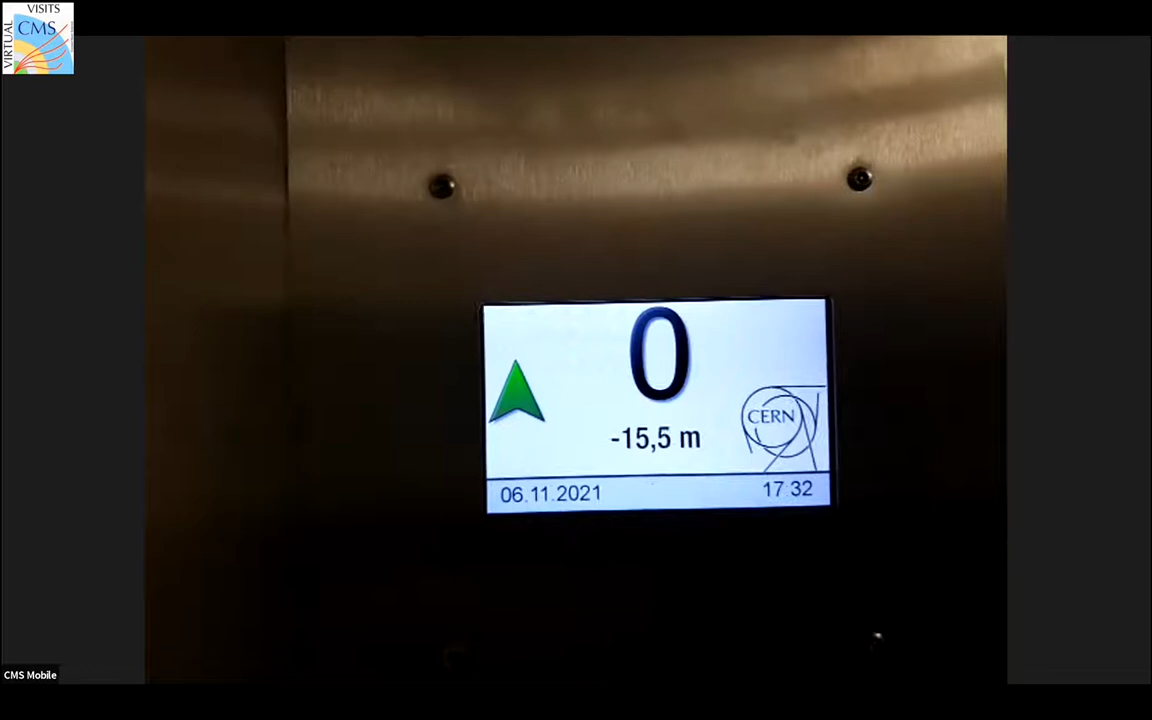 VISITS
VIRTUAL
CMS
0
-15,5 m
CERN
06.11.2021
17:32
CMS Mobile